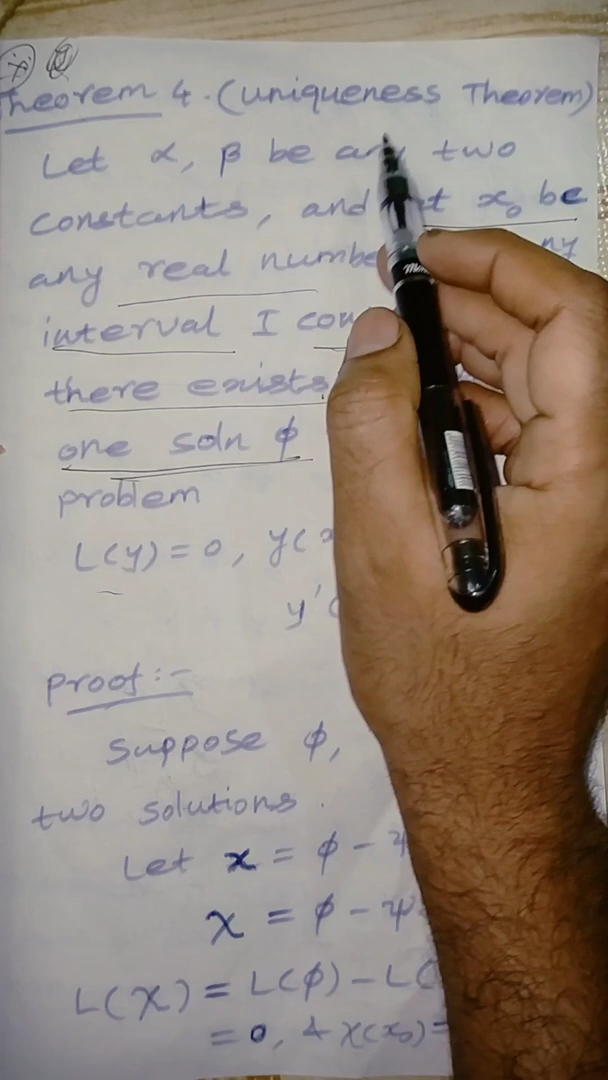 Theorem 4. (Uniqueness Theorem)
Let α, β be any two
constants, and let x₀ be
any real number
interval I
there exists
one soln φ
problem
L(y) = 0, y(x
y'(
proof:-
Suppose φ,
two solutions.
Let x = φ - ψ
χ = φ - ψ
L(χ) = L(φ) - L(
= 0, & χ(x₀) =